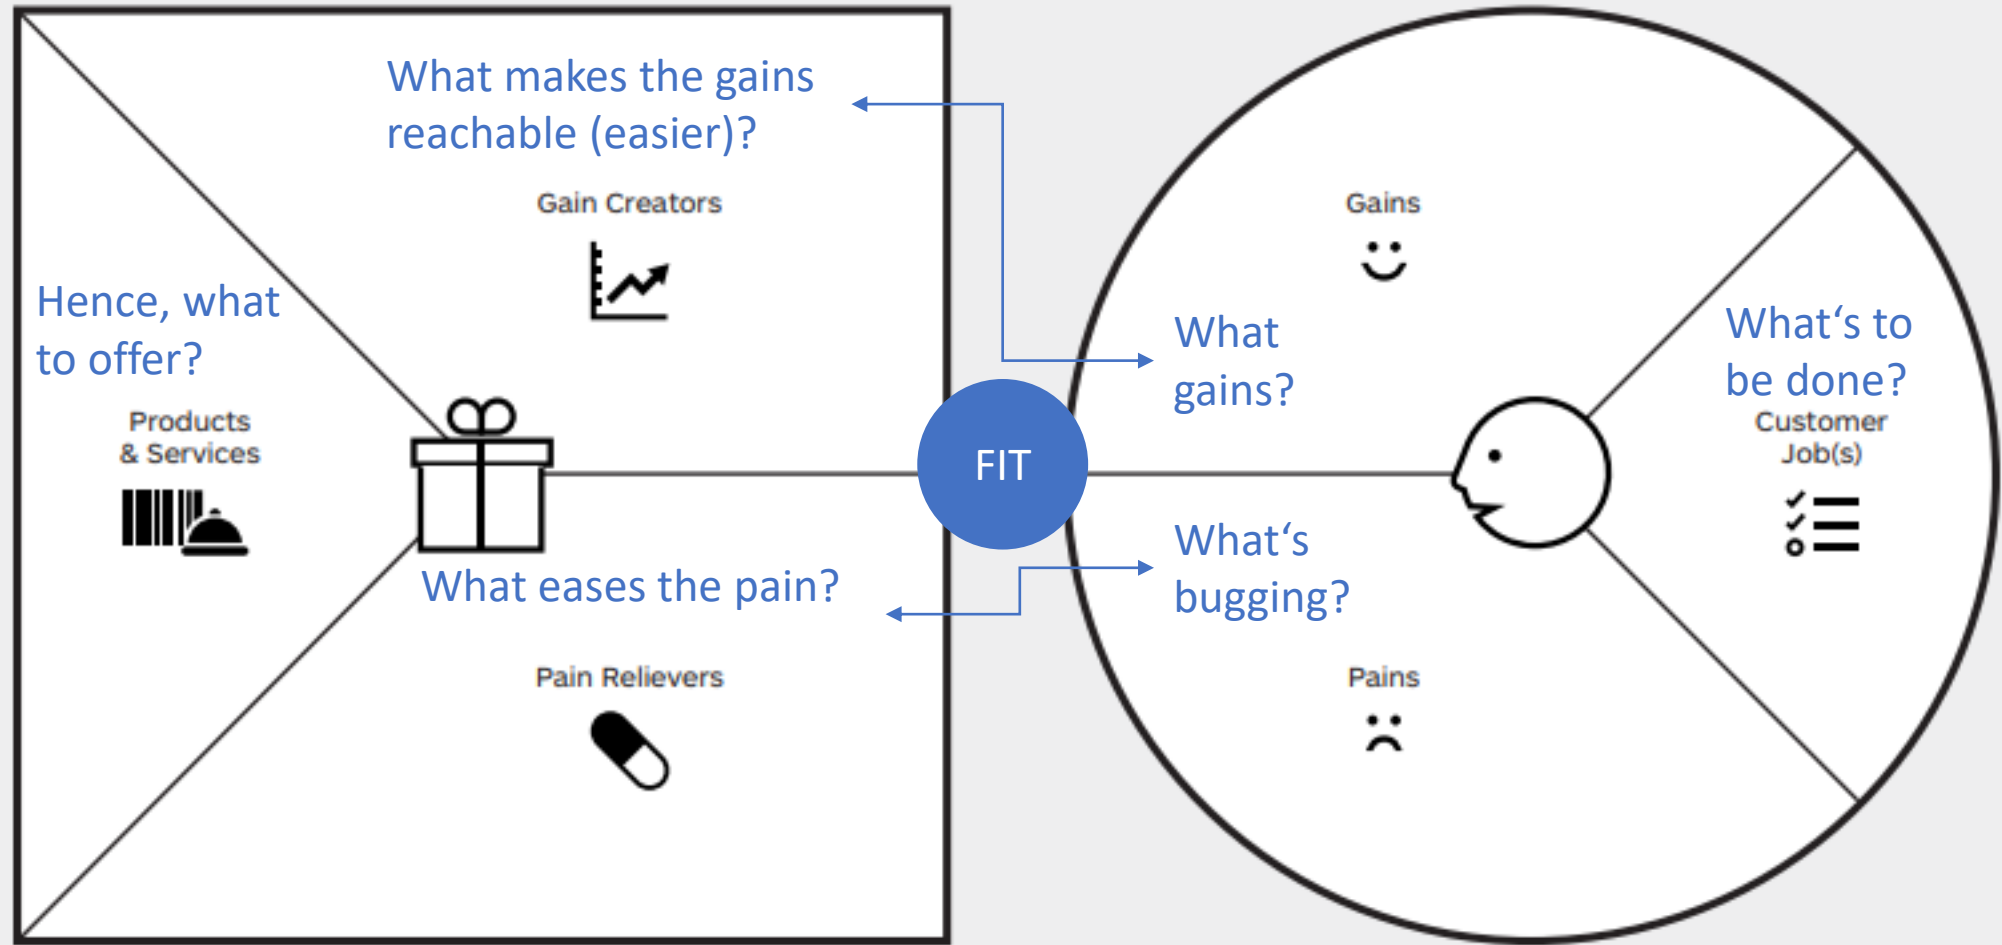 What makes the gains
reachable (easier)?
Gain Creators
Hence, what
to offer?
Products
& Services
What eases the pain?
Pain Relievers
FIT
Gains
What
gains?
What‘s
bugging?
Pains
What‘s to
be done?
Customer
Job(s)